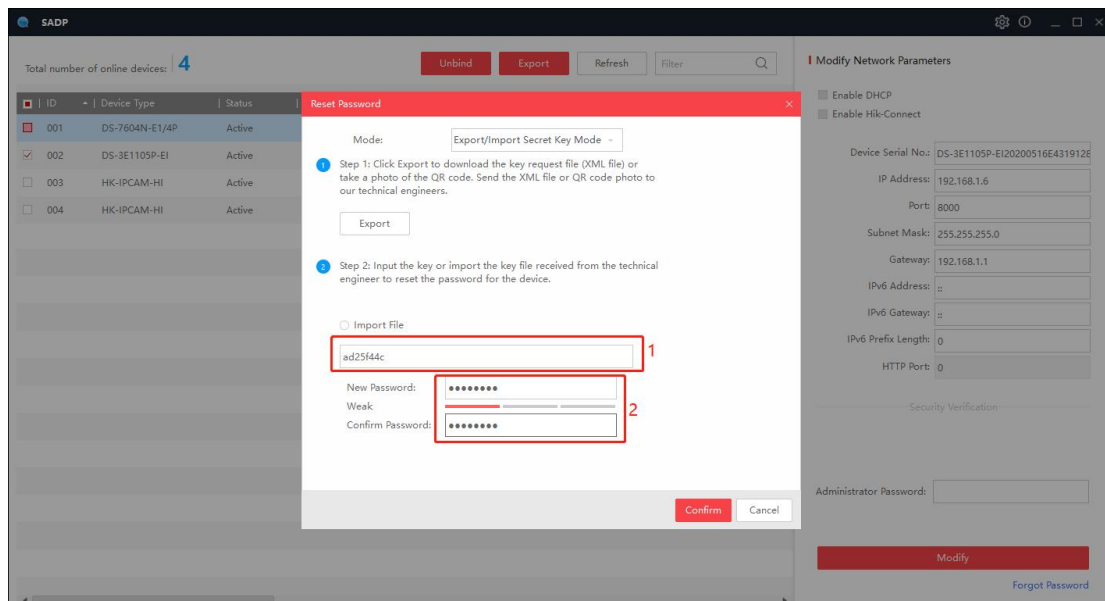 SADP
Total number of online devices: 4
Unbind
Export
Refresh
Filter
ID
Device Type
Status
001 DS-7604N-E1/4P Active
002 DS-3E1105P-EI Active
003 HK-IPCAM-HI Active
004 HK-IPCAM-HI Active
Reset Password
Mode: Export/Import Secret Key Mode
1 Step 1: Click Export to download the key request file (XML file) or
take a photo of the QR code. Send the XML file or QR code photo to
our technical engineers.
Export
2 Step 2: Input the key or import the key file received from the technical
engineer to reset the password for the device.
Import File
ad25f44c
1
New Password:
Weak
2
Confirm Password:
Confirm
Cancel
Modify Network Parameters
Enable DHCP
Enable Hik-Connect
Device Serial No.: DS-3E1105P-EI20200516E4319128
IP Address: 192.168.1.6
Port: 8000
Subnet Mask: 255.255.255.0
Gateway: 192.168.1.1
IPv6 Address: ::
IPv6 Gateway: ::
IPv6 Prefix Length: 0
HTTP Port: 0
Security Verification
Administrator Password:
Modify
Forgot Password